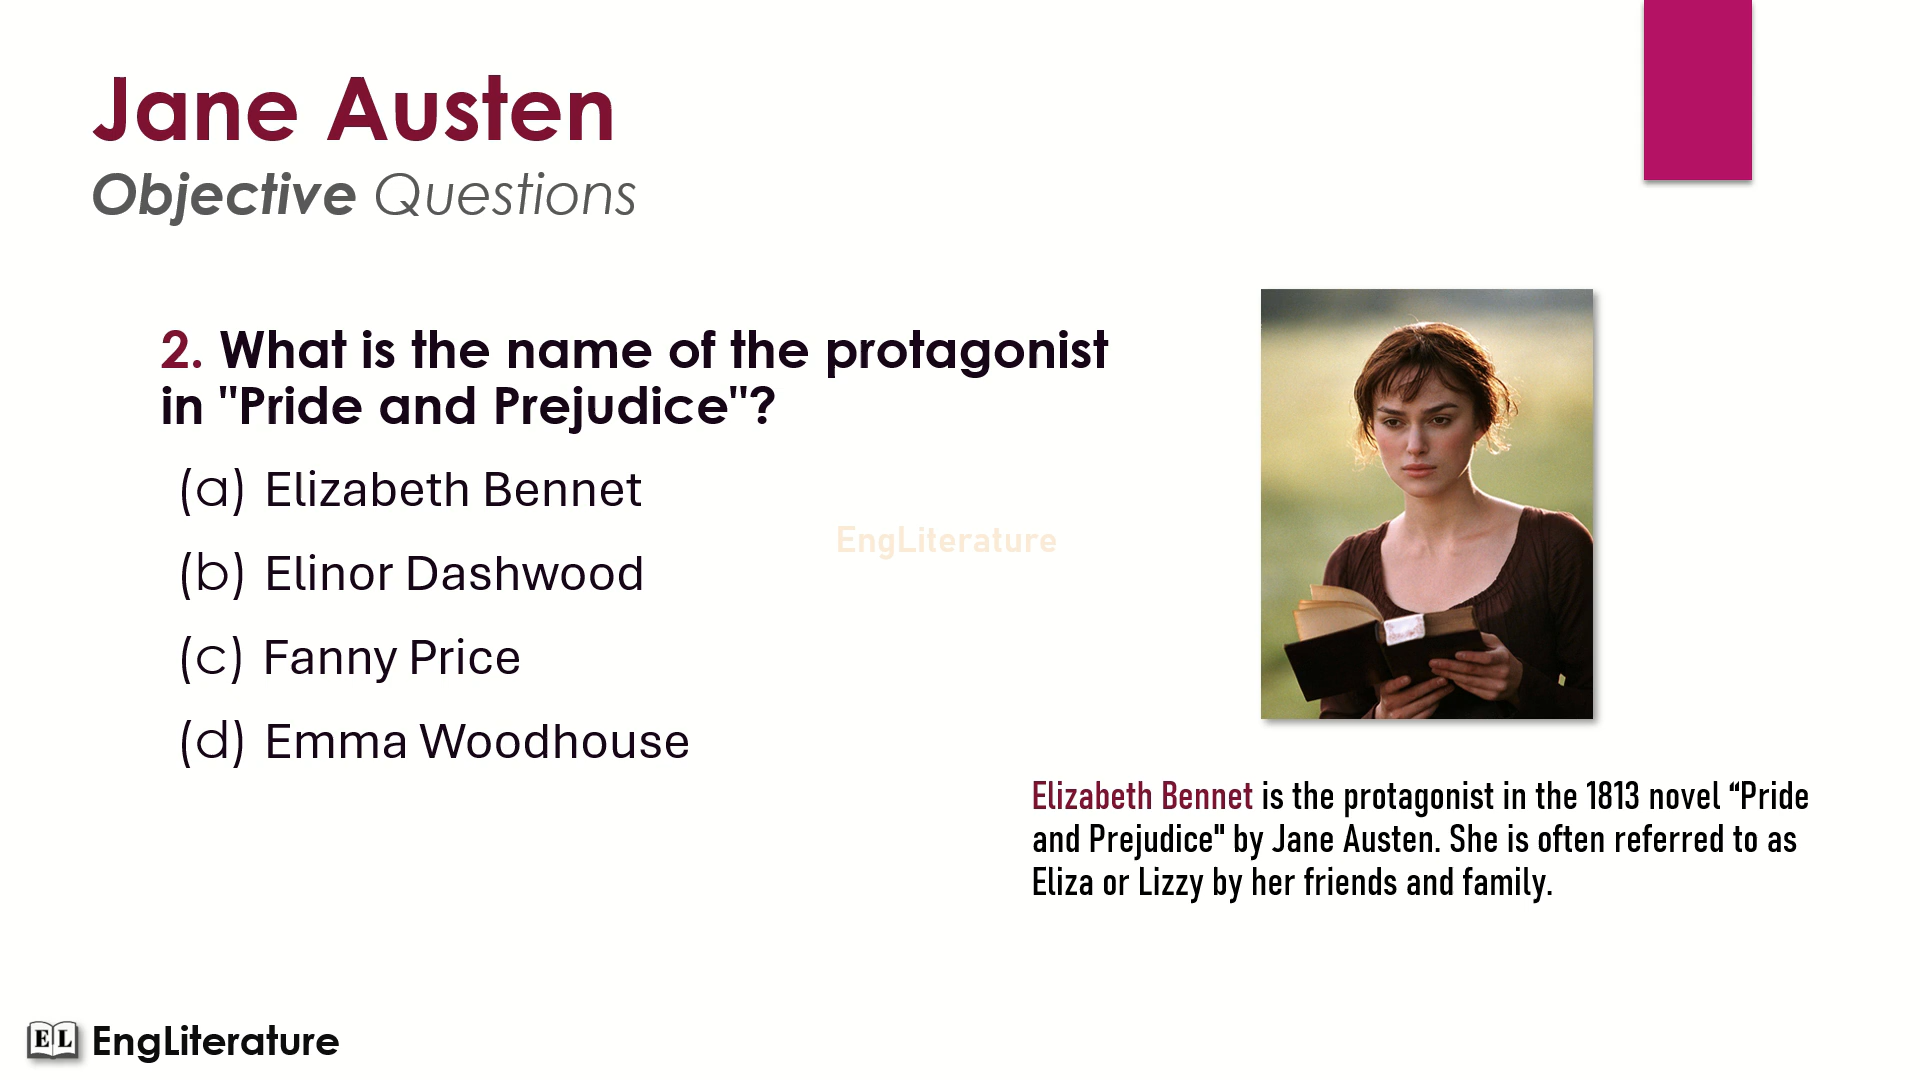 Jane Austen
Objective Questions
2. What is the name of the protagonist
in "Pride and Prejudice"?
(a) Elizabeth Bennet
(b) Elinor Dashwood
(c) Fanny Price
(d) Emma Woodhouse
EngLiterature
Elizabeth Bennet is the protagonist in the 1813 novel “Pride
and Prejudice" by Jane Austen. She is often referred to as
Eliza or Lizzy by her friends and family.
EL EngLiterature